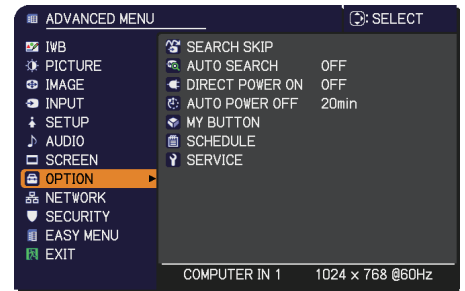 ADVANCED MENU : SELECT
IWB
PICTURE
IMAGE
INPUT
SETUP
AUDIO
SCREEN
OPTION
NETWORK
SECURITY
EASY MENU
EXIT
SEARCH SKIP
AUTO SEARCH OFF
DIRECT POWER ON OFF
AUTO POWER OFF 20min
MY BUTTON
SCHEDULE
SERVICE
COMPUTER IN 1 1024 x 768 @60Hz